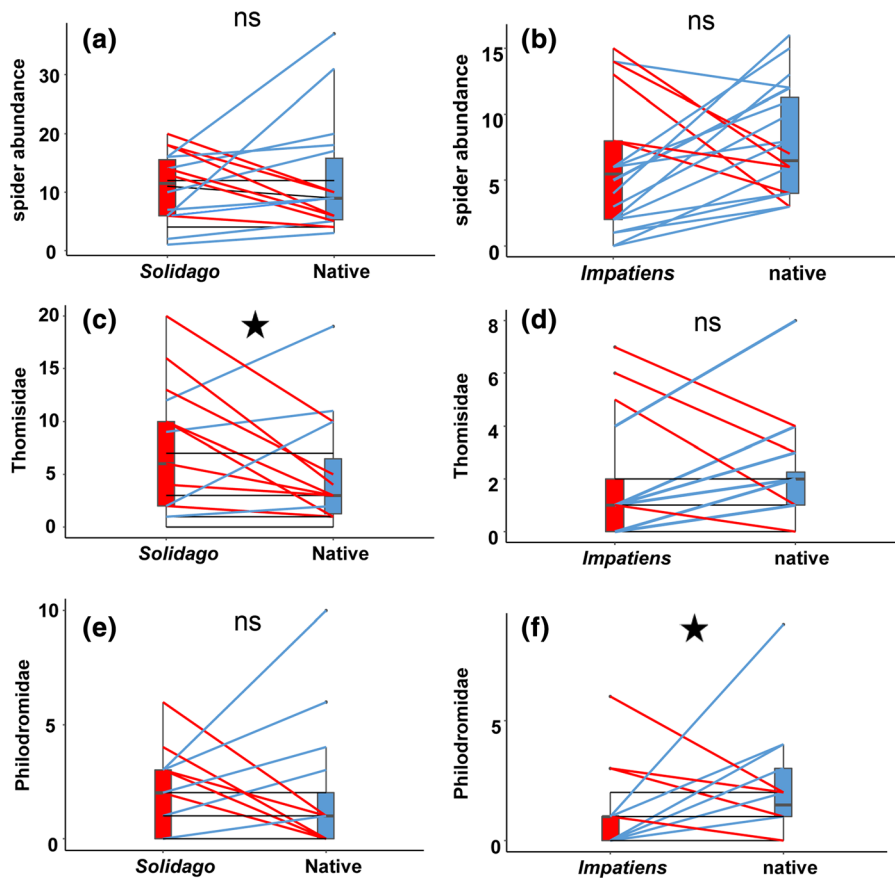 (a)
ns
spider abundance
30
20
10
0
Solidago
Native
(b)
ns
spider abundance
15
10
5
0
Impatiens
native
(c)
Thomisidae
20
15
10
5
0
Solidago
Native
(d)
ns
Thomisidae
8
6
4
2
0
Impatiens
native
(e)
ns
Philodromidae
10
5
0
Solidago
Native
(f)
Philodromidae
5
0
Impatiens
native